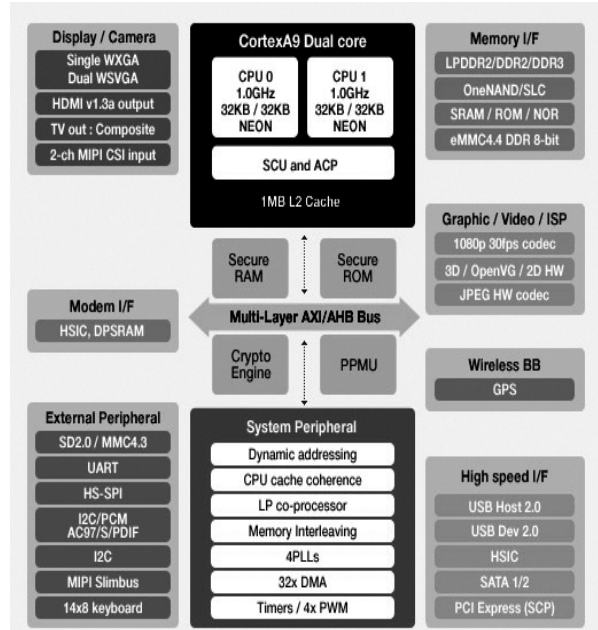 Display / Camera
Single WXGA
Dual WSVGA
HDMI v1.3a output
TV out : Composite
2-ch MIPI CSI input
CortexA9 Dual core
CPU 0
1.0GHz
32KB / 32KB
NEON
CPU 1
1.0GHz
32KB / 32KB
NEON
SCU and ACP
1MB L2 Cache
Memory I/F
LPDDR2/DDR2/DDR3
OneNAND/SLC
SRAM / ROM / NOR
eMMC4.4 DDR 8-bit
Graphic / Video / ISP
1080p 30fps codec
3D / OpenVG / 2D HW
JPEG HW codec
Secure
RAM
Secure
ROM
Modem I/F
HSIC, DPSRAM
Multi-Layer AXI/AHB Bus
Crypto
Engine
PPMU
Wireless BB
GPS
External Peripheral
SD2.0 / MMC4.3
UART
HS-SPI
I2C/PCM
AC97/S/PDIF
I2C
MIPI Slimbus
14x8 keyboard
System Peripheral
Dynamic addressing
CPU cache coherence
LP co-processor
Memory Interleaving
4PLLs
32x DMA
Timers / 4x PWM
High speed I/F
USB Host 2.0
USB Dev 2.0
HSIC
SATA 1/2
PCI Express (SCP)